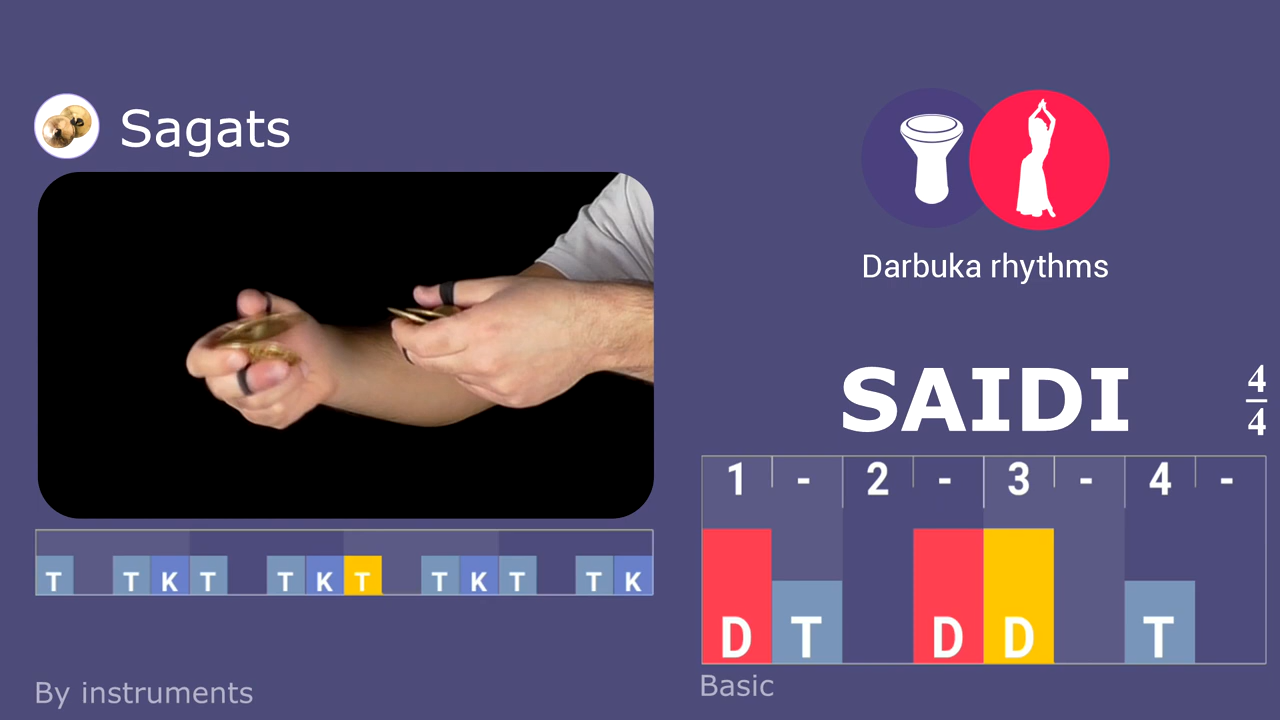 Sagats
T T K T T K T T K T T K
By instruments
Darbuka rhythms
SAIDI
4
4
1 - 2 - 3 - 4 -
D T D D T
Basic